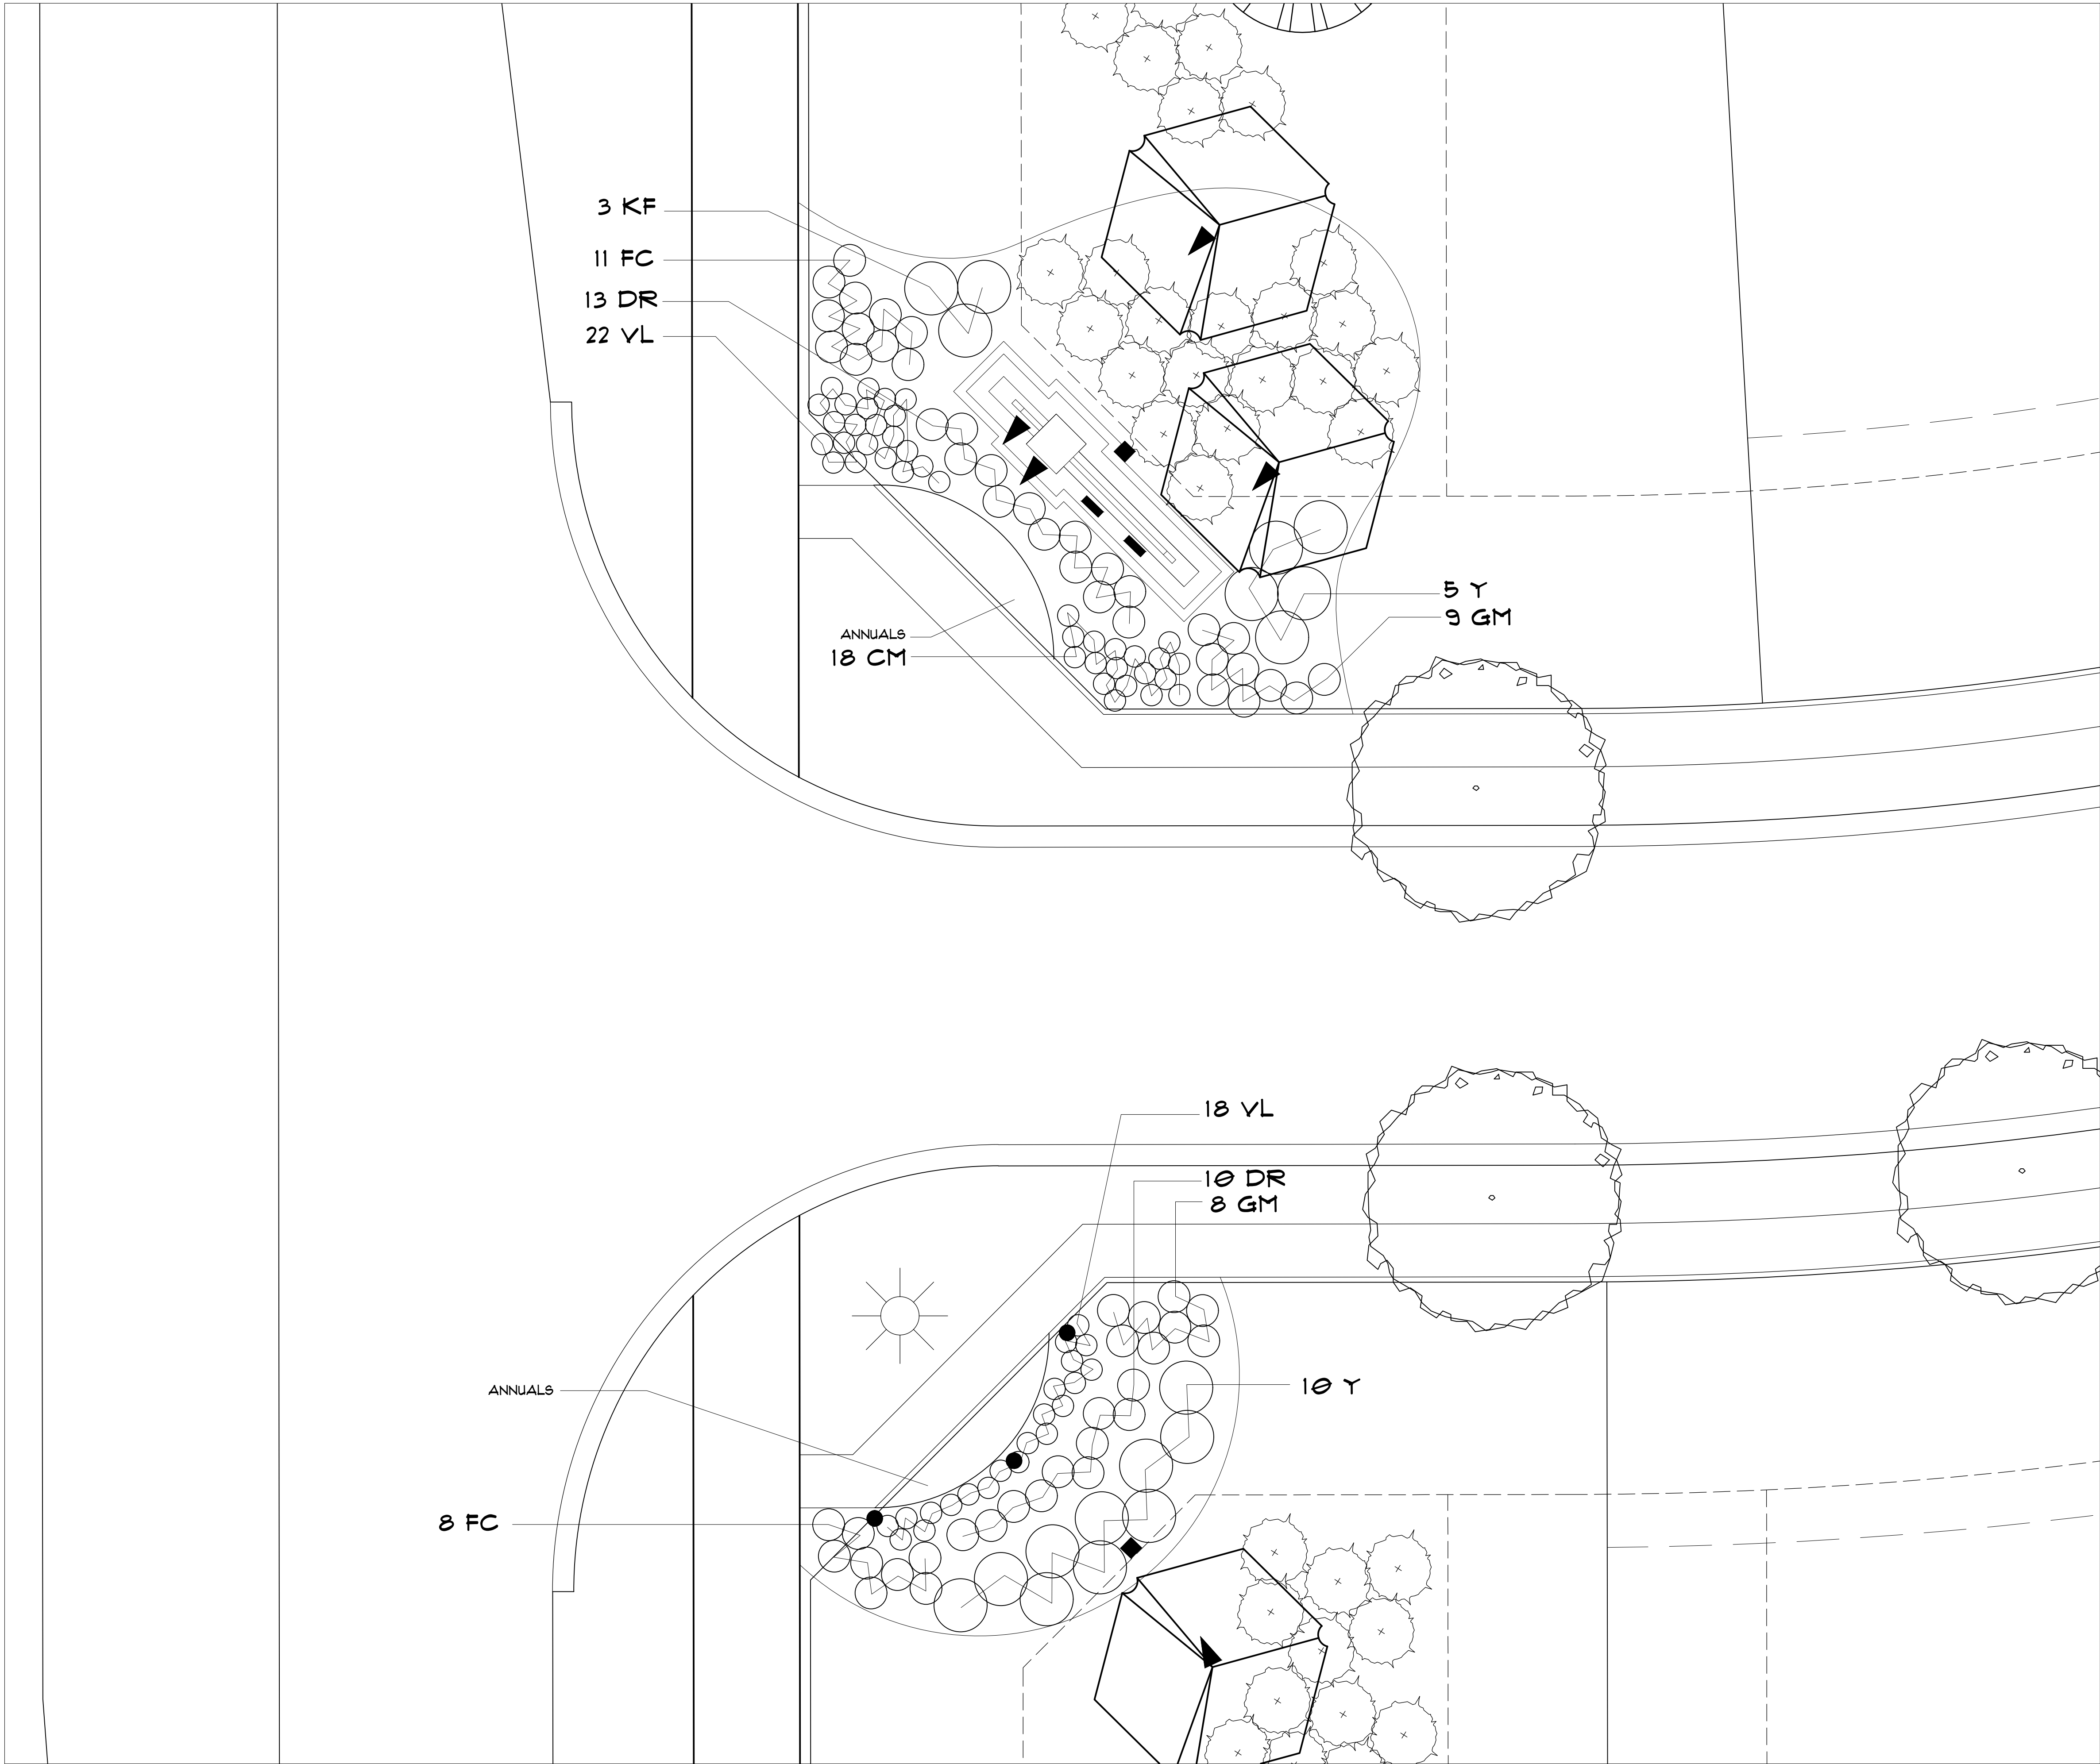 3 KF
11 FC
13 DR
22 VL
5 Y
9 GM
ANNUALS
18 CM
18 VL
10 DR
8 GM
10 Y
ANNUALS
8 FC